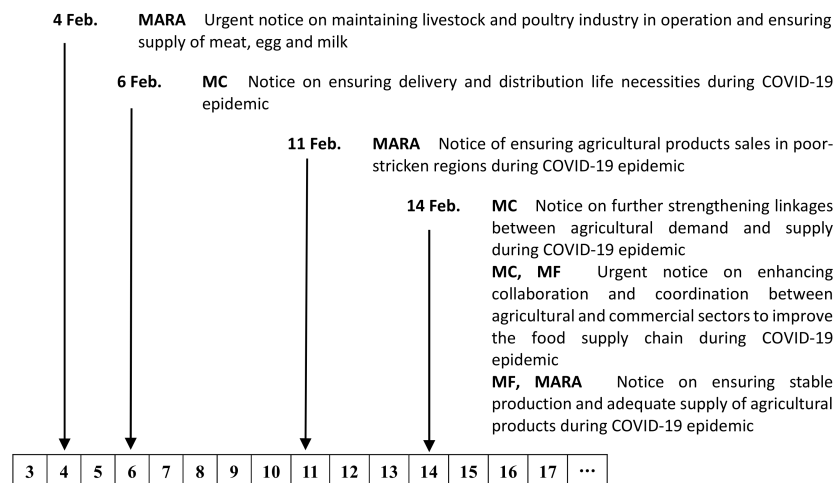 4 Feb. MARA Urgent notice on maintaining livestock and poultry industry in operation and ensuring
supply of meat, egg and milk
6 Feb. MC Notice on ensuring delivery and distribution life necessities during COVID-19
epidemic
11 Feb. MARA Notice of ensuring agricultural products sales in poor-
stricken regions during COVID-19 epidemic
14 Feb. MC Notice on further strengthening linkages
between agricultural demand and supply
during COVID-19 epidemic
MC, MF Urgent notice on enhancing
collaboration and coordination between
agricultural and commercial sectors to improve
the food supply chain during COVID-19
epidemic
MF, MARA Notice on ensuring stable
production and adequate supply of agricultural
products during COVID-19 epidemic
3 4 5 6 7 8 9 10 11 12 13 14 15 16 17 ···